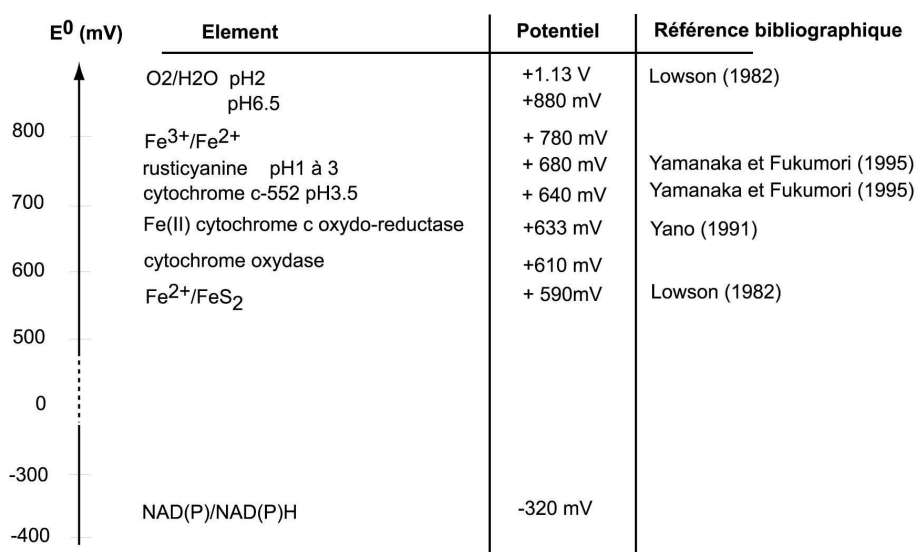 E0 (mV) Element Potentiel Référence bibliographique
O2/H2O pH2 +1.13 V Lowson (1982)
pH6.5 +880 mV
800
Fe3+/Fe2+ + 780 mV
rusticyanine pH1 à 3 + 680 mV Yamanaka et Fukumori (1995)
cytochrome c-552 pH3.5 + 640 mV Yamanaka et Fukumori (1995)
700
Fe(II) cytochrome c oxydo-reductase +633 mV Yano (1991)
cytochrome oxydase +610 mV
600
Fe2+/FeS2 + 590mV Lowson (1982)
500
0
-300
NAD(P)/NAD(P)H -320 mV
-400